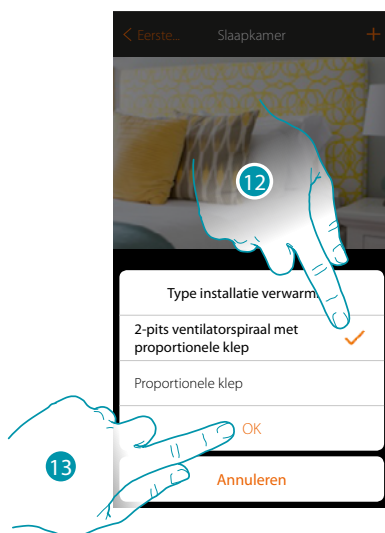 < Eerste... Slaapkamer +
12
Type installatie verwarm
2-pits ventilatorspiraal met
proportionele klep
Proportionele klep
OK
13
Annuleren